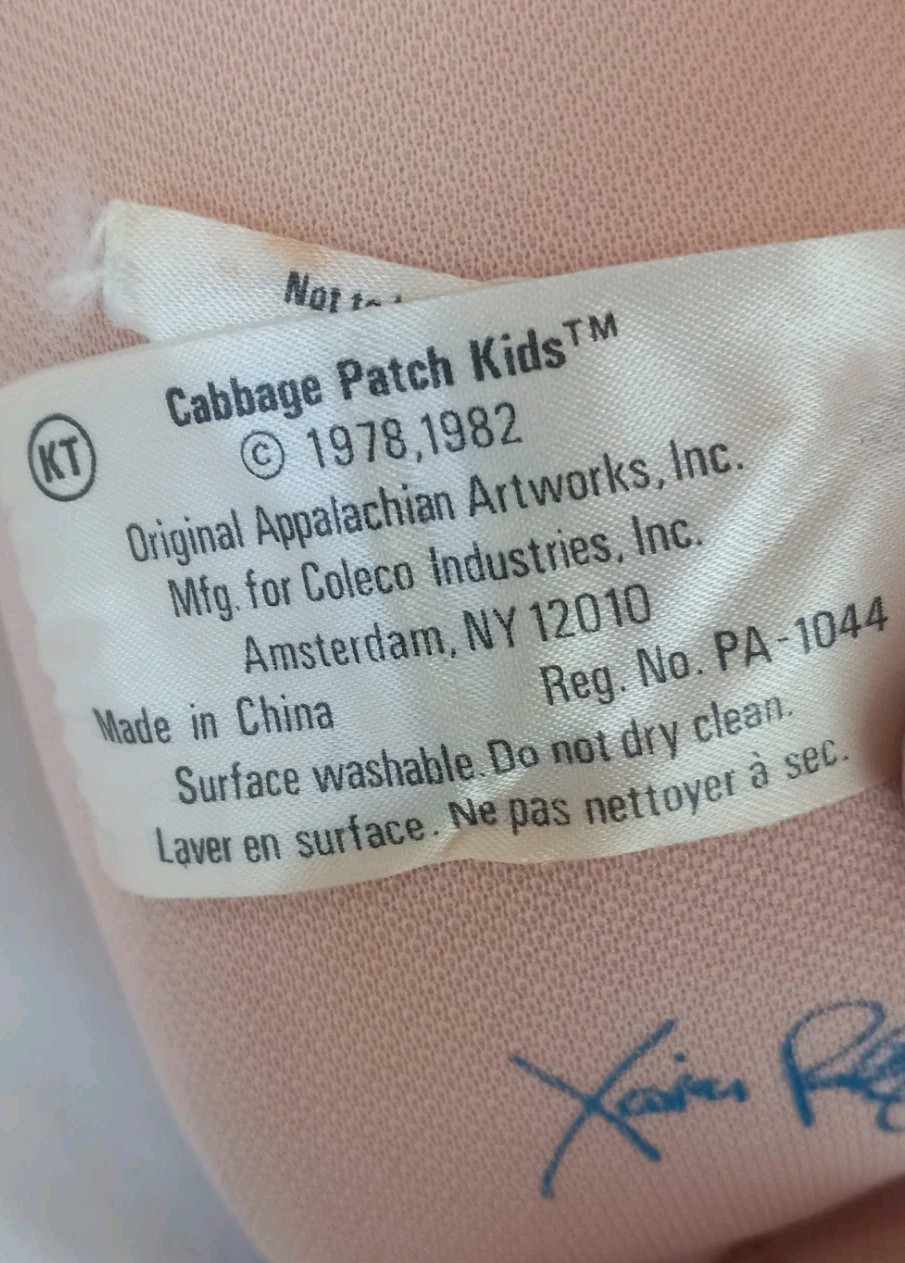 Not
Cabbage Patch Kids™
KT
© 1978,1982
Original Appalachian Artworks, Inc.
Mfg. for Coleco Industries, Inc.
Amsterdam, NY 12010
Made in China Reg. No. PA-1044
Surface washable. Do not dry clean.
Laver en surface. Ne pas nettoyer à sec.
Xavier